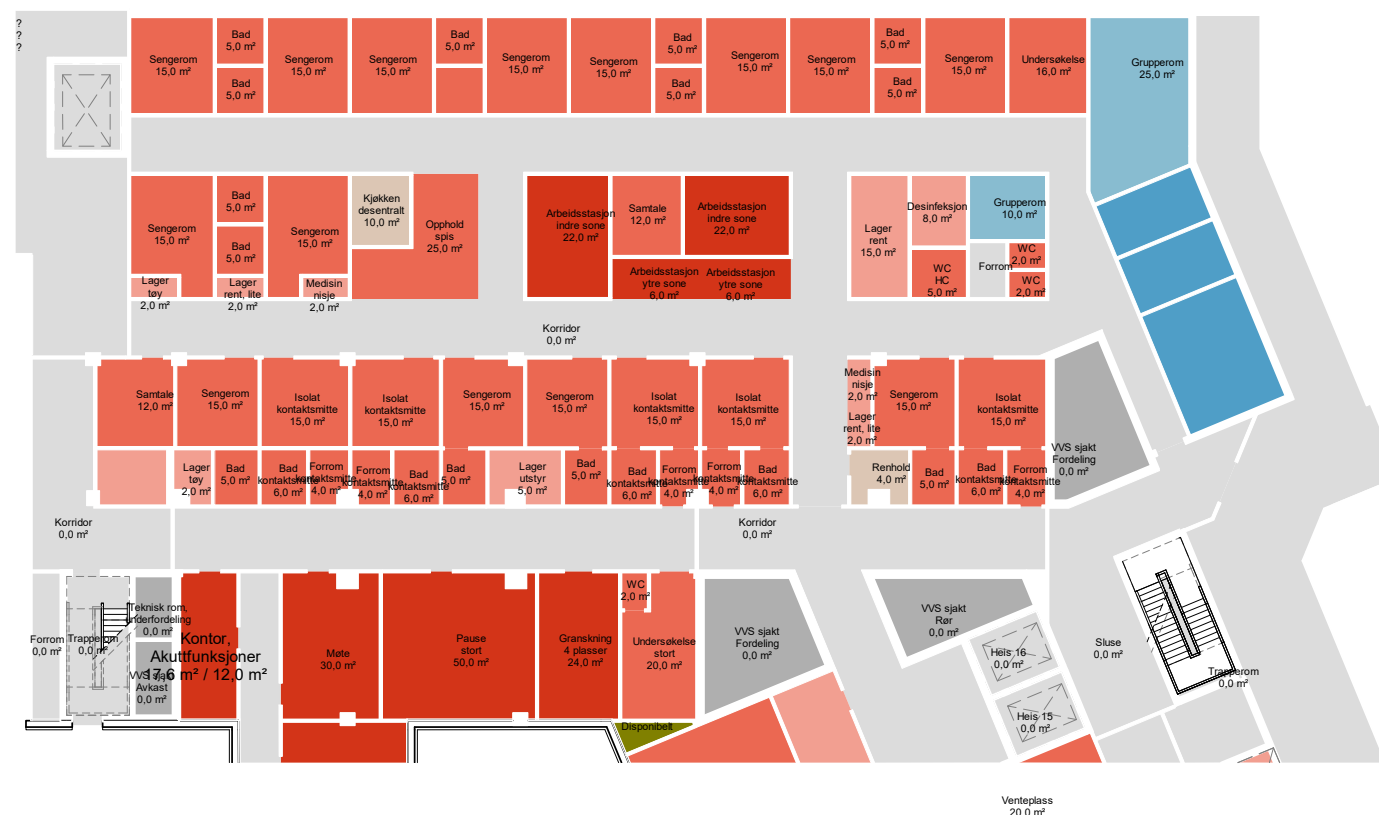 ?
?
?
Sengerom
15,0 m²
Bad
5,0 m²
Bad
5,0 m²
Sengerom
15,0 m²
Sengerom
15,0 m²
Bad
5,0 m²
Sengerom
15,0 m²
Sengerom
15,0 m²
Bad
5,0 m²
Bad
5,0 m²
Sengerom
15,0 m²
Sengerom
15,0 m²
Bad
5,0 m²
Bad
5,0 m²
Sengerom
15,0 m²
Undersøkelse
16,0 m²
Grupperom
25,0 m²
Sengerom
15,0 m²
Bad
5,0 m²
Bad
5,0 m²
Sengerom
15,0 m²
Kjøkken
desentralt
10,0 m²
Opphold
spis
25,0 m²
Lager
tøy
2,0 m²
Lager
rent, lite
2,0 m²
Medisin
nisje
2,0 m²
Arbeidsstasjon
indre sone
22,0 m²
Samtale
12,0 m²
Arbeidsstasjon
indre sone
22,0 m²
Arbeidsstasjon
ytre sone
6,0 m²
Arbeidsstasjon
ytre sone
6,0 m²
Lager
rent
15,0 m²
Desinfeksjon
8,0 m²
Grupperom
10,0 m²
WC
HC
5,0 m²
Forrom
WC
2,0 m²
WC
2,0 m²
Korridor
0,0 m²
Samtale
12,0 m²
Sengerom
15,0 m²
Isolat
kontaktsmitte
15,0 m²
Isolat
kontaktsmitte
15,0 m²
Sengerom
15,0 m²
Sengerom
15,0 m²
Isolat
kontaktsmitte
15,0 m²
Isolat
kontaktsmitte
15,0 m²
Medisin
nisje
2,0 m²
Lager
rent, lite
2,0 m²
Sengerom
15,0 m²
Isolat
kontaktsmitte
15,0 m²
VVS sjakt
Fordeling
0,0 m²
Lager
tøy
2,0 m²
Bad
5,0 m²
Bad
kontaktsmitte
6,0 m²
Forrom
kontaktsmitte
4,0 m²
Forrom
kontaktsmitte
4,0 m²
Bad
kontaktsmitte
6,0 m²
Bad
5,0 m²
Lager
utstyr
5,0 m²
Bad
5,0 m²
Bad
kontaktsmitte
6,0 m²
Forrom
kontaktsmitte
4,0 m²
Forrom
kontaktsmitte
4,0 m²
Bad
kontaktsmitte
6,0 m²
Renhold
4,0 m²
Bad
5,0 m²
Bad
kontaktsmitte
6,0 m²
Forrom
kontaktsmitte
4,0 m²
Korridor
0,0 m²
Korridor
0,0 m²
Forrom
0,0 m²
Trapperom
0,0 m²
Teknisk rom,
underfordeling
0,0 m²
VVS sjakt
Avkast
0,0 m²
Kontor,
Akuttfunksjoner
17,6 m² / 12,0 m²
Møte
30,0 m²
Pause
stort
50,0 m²
Granskning
4 plasser
24,0 m²
WC
2,0 m²
Undersøkelse
stort
20,0 m²
VVS sjakt
Fordeling
0,0 m²
VVS sjakt
Rør
0,0 m²
Heis 16
0,0 m²
Heis 15
0,0 m²
Sluse
0,0 m²
Trapperom
0,0 m²
Disponibelt
Venteplass
20,0 m²